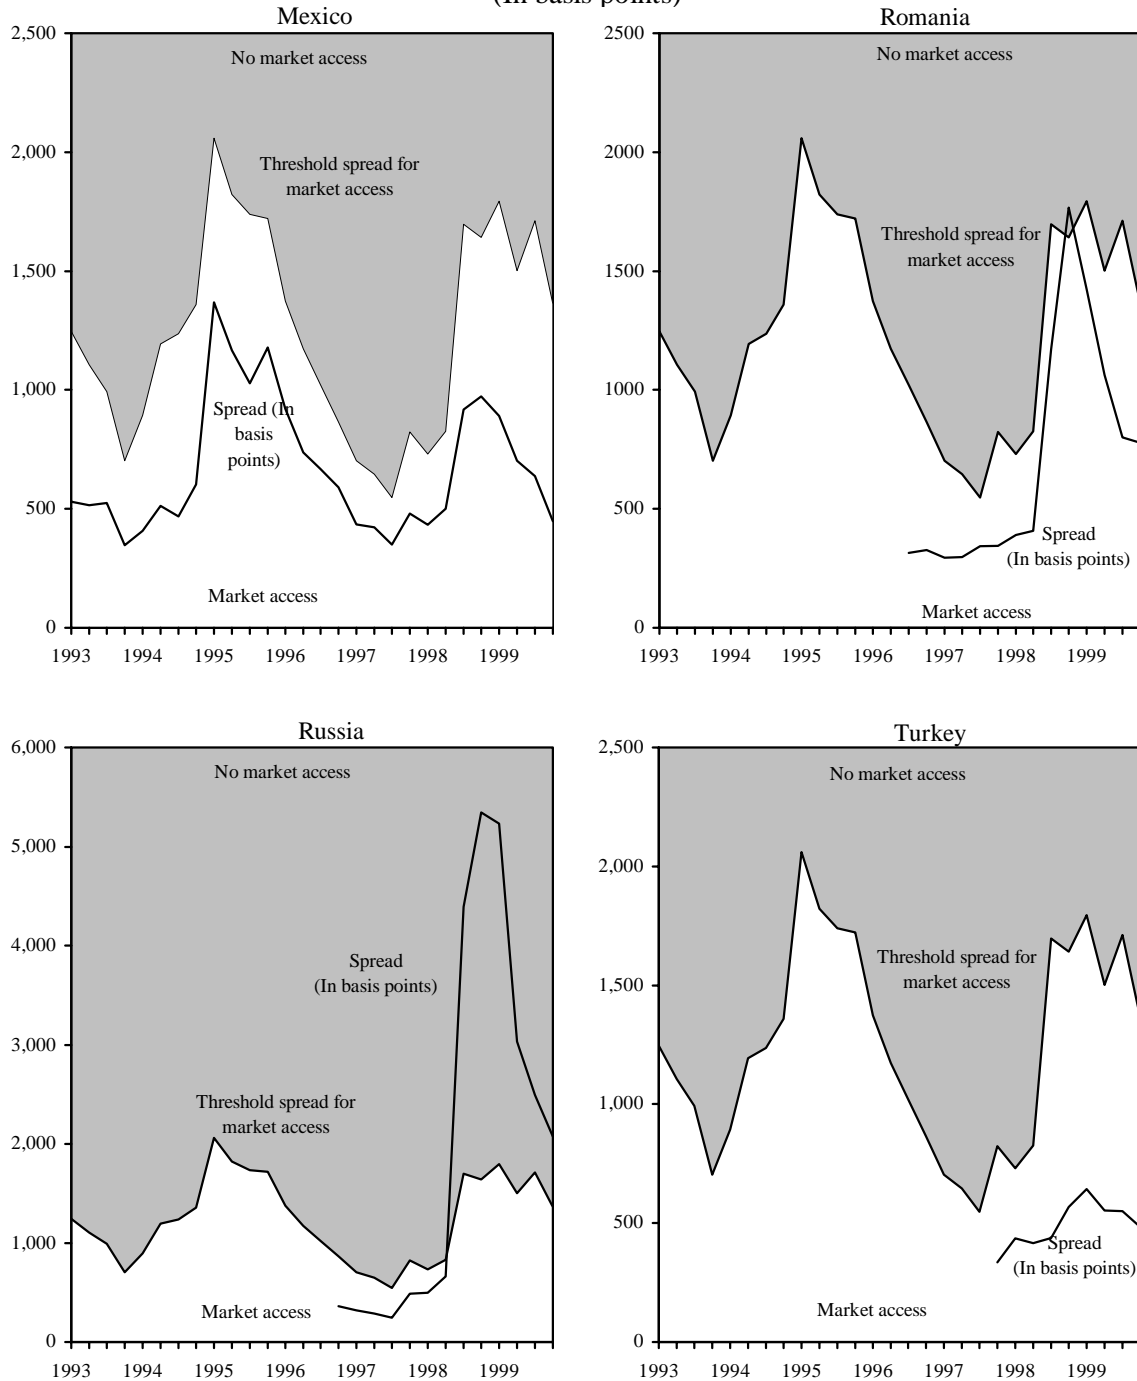 (In basis points)
Mexico
2,500
No market access
2,000
Threshold spread for
market access
1,500
1,000
Spread (In
basis
points)
500
Market access
0
1993 1994 1995 1996 1997 1998 1999
Romania
2500
No market access
2000
Threshold spread for
market access
1500
1000
500
Spread
(In basis points)
Market access
0
1993 1994 1995 1996 1997 1998 1999
Russia
6,000
No market access
5,000
4,000
Spread
(In basis points)
3,000
Threshold spread for
market access
2,000
1,000
Market access
0
1993 1994 1995 1996 1997 1998 1999
Turkey
2,500
No market access
2,000
Threshold spread for
market access
1,500
1,000
500
Spread
(In basis points)
Market access
0
1993 1994 1995 1996 1997 1998 1999